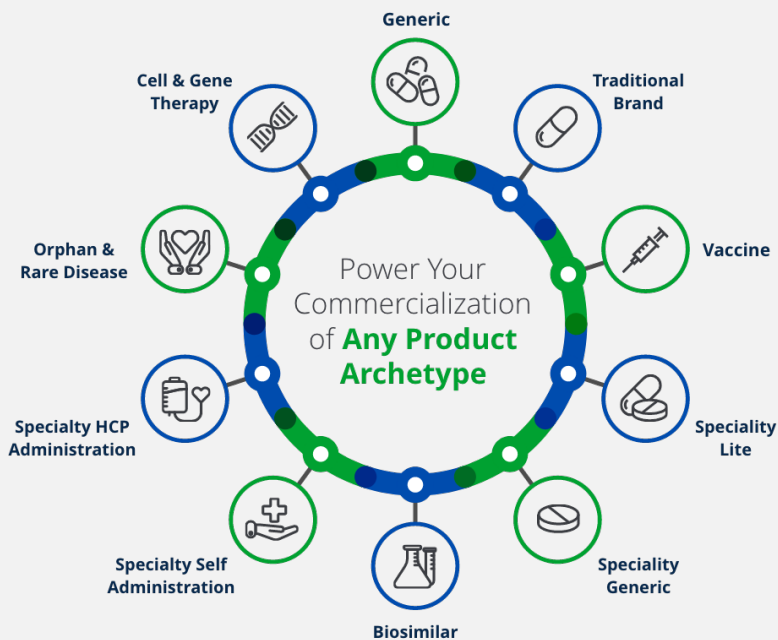 Generic
Traditional
Brand
Vaccine
Speciality
Lite
Speciality
Generic
Biosimilar
Specialty Self
Administration
Specialty HCP
Administration
Orphan &
Rare Disease
Cell & Gene
Therapy
Power Your
Commercialization
of Any Product
Archetype